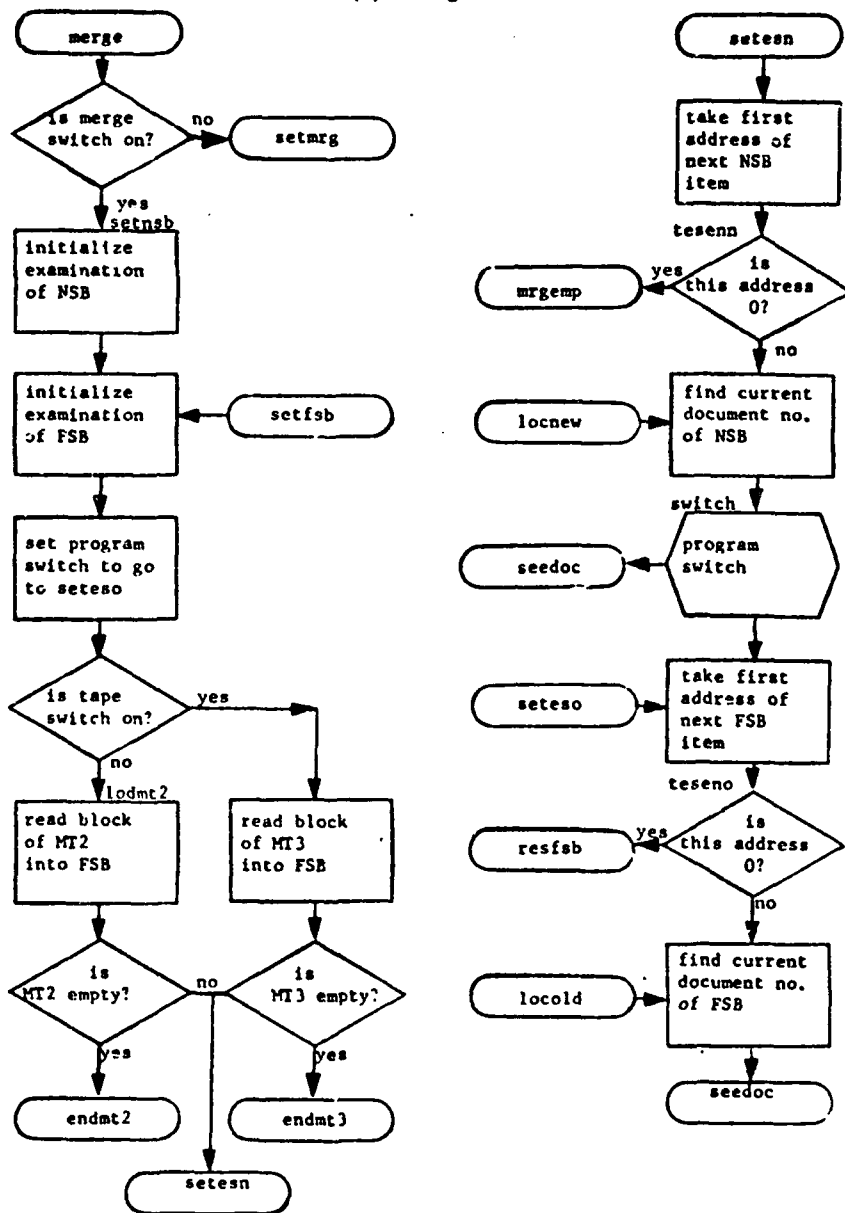 merge
is merge
switch on?
no
setmrg
yes
setnsb
initialize
examination
of NSB
initialize
examination
of FSB
setfsb
set program
switch to go
to seteso
is tape
switch on?
yes
no
lodmt2
read block
of MT2
into FSB
read block
of MT3
into FSB
is
MT2 empty?
no
is
MT3 empty?
yes
yes
endmt2
endmt3
setesn
setesn
take first
address of
next NSB
item
tesenn
is
this address
0?
yes
mrgemp
no
find current
document no.
of NSB
locnew
switch
program
switch
seedoc
take first
address of
next FSB
item
seteso
teseno
is
this address
0?
yes
resfsb
no
find current
document no.
of FSB
locold
seedoc